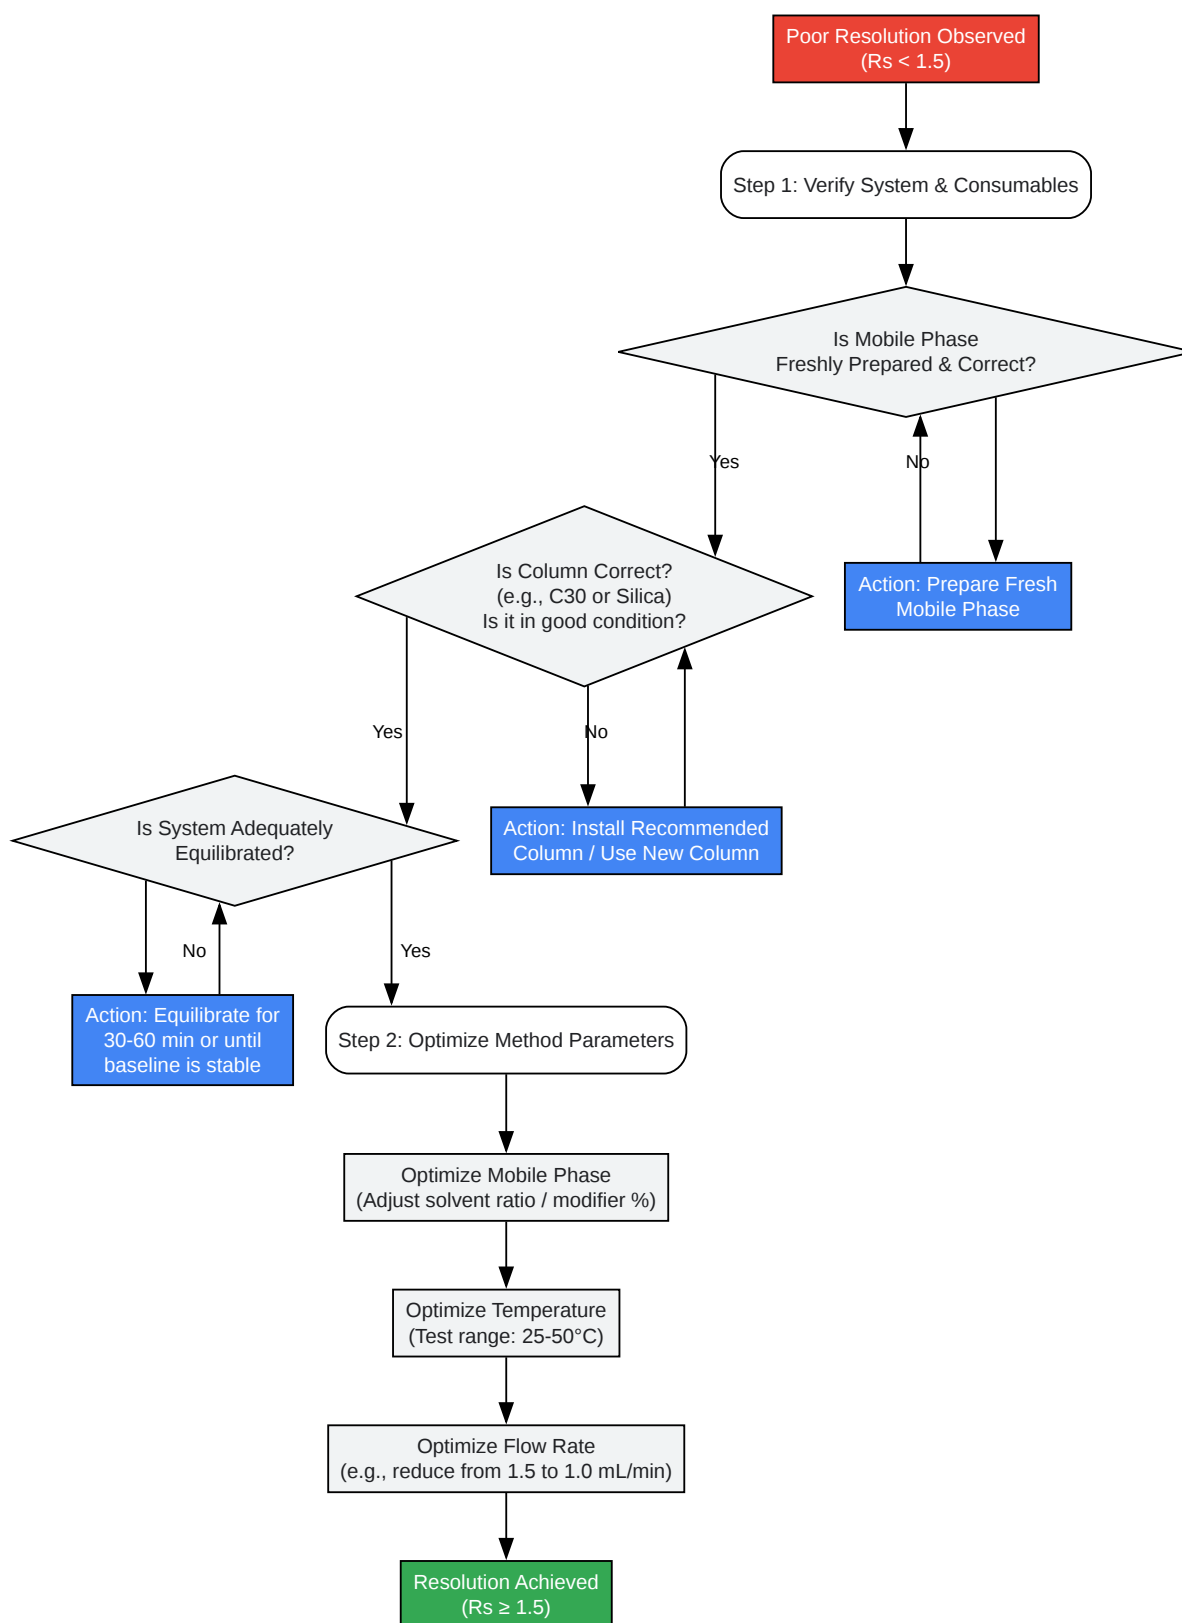 Poor Resolution Observed
(Rs < 1.5)
Step 1: Verify System & Consumables
Is Mobile Phase
Freshly Prepared & Correct?
Yes
No
Is Column Correct?
(e.g., C30 or Silica)
Is it in good condition?
Action: Prepare Fresh
Mobile Phase
Yes
No
Is System Adequately
Equilibrated?
Action: Install Recommended
Column / Use New Column
No
Yes
Action: Equilibrate for
30-60 min or until
baseline is stable
Step 2: Optimize Method Parameters
Optimize Mobile Phase
(Adjust solvent ratio / modifier %)
Optimize Temperature
(Test range: 25-50°C)
Optimize Flow Rate
(e.g., reduce from 1.5 to 1.0 mL/min)
Resolution Achieved
(Rs ≥ 1.5)